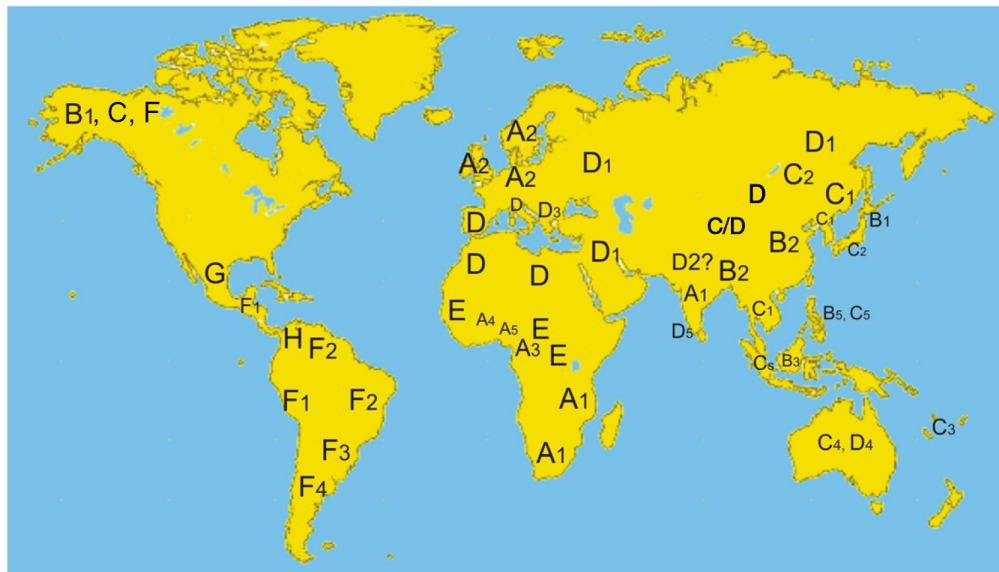 B1, C, F
A2
A2
A2
D1
D1
C2
D
C1
C/D
C1
B1
C2
D
D3
D
D1
B2
D
D
D2?
B2
A1
G
F1
E
A4
A5
E
A3
E
C1
B5, C5
D5
H
F2
B3
F1
F2
A1
F3
A1
C4, D4
C3
F4